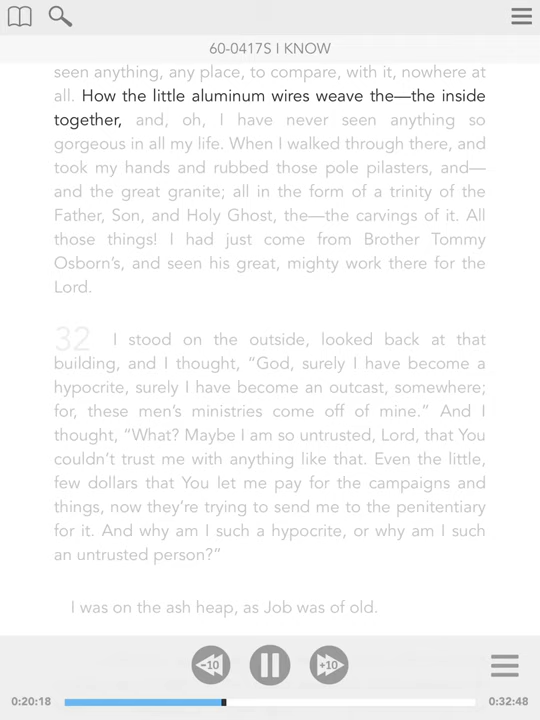 60-0417S I KNOW
seen anything, any place, to compare, with it, nowhere at
all. How the little aluminum wires weave the—the inside
together, and, oh, I have never seen anything so
gorgeous in all my life. When I walked through there, and
took my hands and rubbed those pole pilasters, and—
and the great granite; all in the form of a trinity of the
Father, Son, and Holy Ghost, the—the carvings of it. All
those things! I had just come from Brother Tommy
Osborn’s, and seen his great, mighty work there for the
Lord.
32 I stood on the outside, looked back at that
building, and I thought, “God, surely I have become a
hypocrite, surely I have become an outcast, somewhere;
for, these men’s ministries come off of mine.” And I
thought, “What? Maybe I am so untrusted, Lord, that You
couldn’t trust me with anything like that. Even the little,
few dollars that You let me pay for the campaigns and
things, now they’re trying to send me to the penitentiary
for it. And why am I such a hypocrite, or why am I such
an untrusted person?”
I was on the ash heap, as Job was of old.
-10 +10
0:20:18 0:32:48